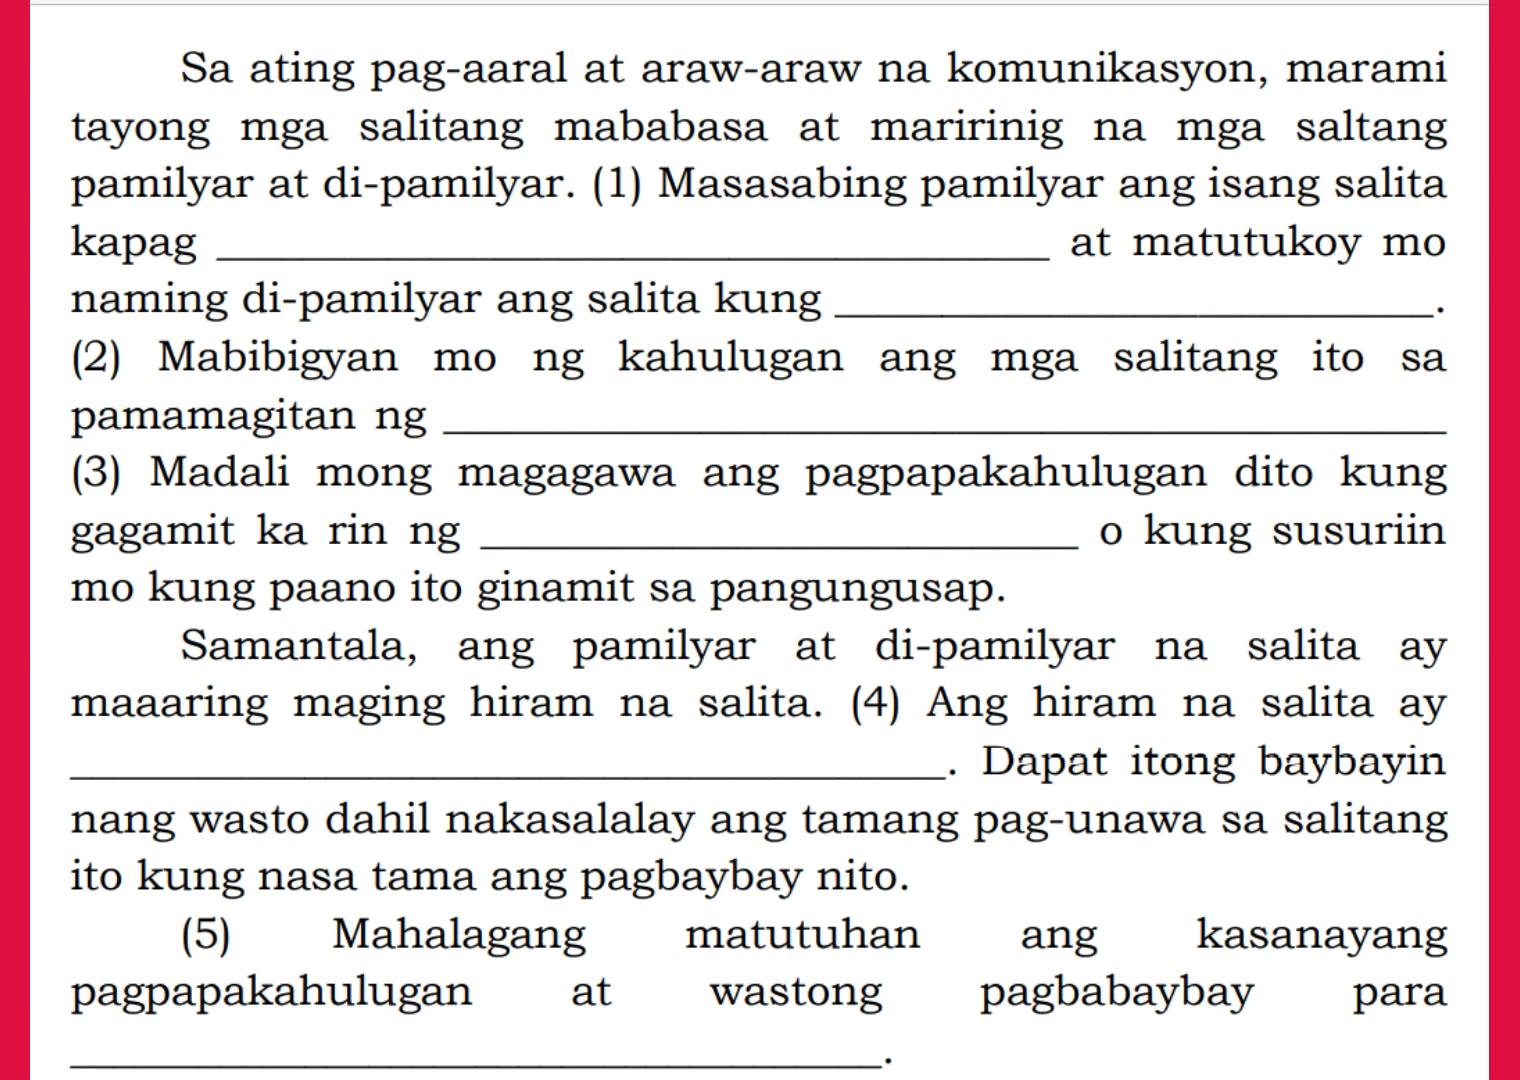 Sa ating pag-aaral at araw-araw na komunikasyon, marami
tayong mga salitang mababasa at maririnig na mga saltang
pamilyar at di-pamilyar. (1) Masasabing pamilyar ang isang salita
kapag ______________________________________ at matutukoy mo
naming di-pamilyar ang salita kung ___________________________.
(2) Mabibigyan mo ng kahulugan ang mga salitang ito sa
pamamagitan ng ______________________________________________
(3) Madali mong magagawa ang pagpapakahulugan dito kung
gagamit ka rin ng ___________________________ o kung susuriin
mo kung paano ito ginamit sa pangungusap.
Samantala, ang pamilyar at di-pamilyar na salita ay
maaaring maging hiram na salita. (4) Ang hiram na salita ay
________________________________________. Dapat itong baybayin
nang wasto dahil nakasalalay ang tamang pag-unawa sa salitang
ito kung nasa tama ang pagbaybay nito.
(5) Mahalagang matutuhan ang kasanayang
pagpapakahulugan at wastong pagbabaybay para
_____________________________________.